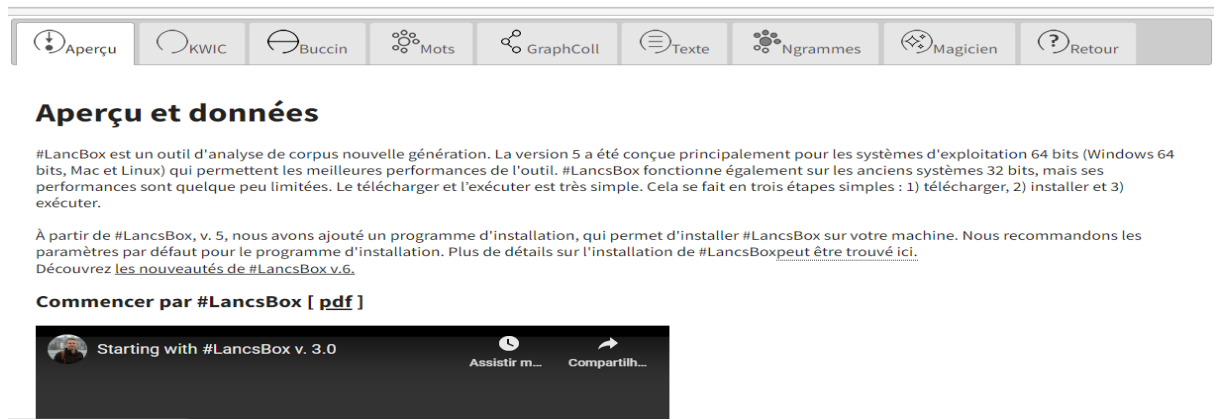 Aperçu KWIC Buccin Mots GraphColl Texte Ngrammes Magicien Retour
Aperçu et données
#LancBox est un outil d'analyse de corpus nouvelle génération. La version 5 a été conçue principalement pour les systèmes d'exploitation 64 bits (Windows 64
bits, Mac et Linux) qui permettent les meilleures performances de l'outil. #LancsBox fonctionne également sur les anciens systèmes 32 bits, mais ses
performances sont quelque peu limitées. Le télécharger et l'exécuter est très simple. Cela se fait en trois étapes simples : 1) télécharger, 2) installer et 3)
exécuter.
À partir de #LancsBox, v. 5, nous avons ajouté un programme d'installation, qui permet d'installer #LancsBox sur votre machine. Nous recommandons les
paramètres par défaut pour le programme d'installation. Plus de détails sur l'installation de #LancsBoxpeut être trouvé ici.
Découvrez les nouveautés de #LancsBox v.6.
Commencer par #LancsBox [ pdf ]
Starting with #LancsBox v. 3.0
Assistir m... Compartilh...